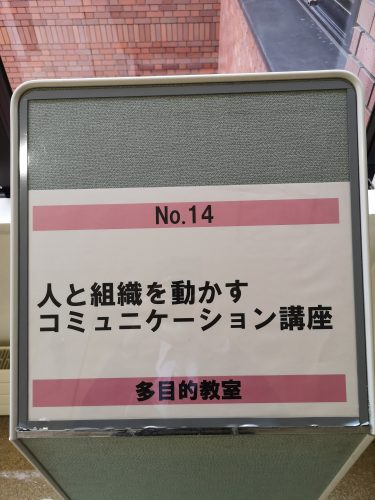 No.14
人と組織を動かす
コミュニケーション講座
多目的教室